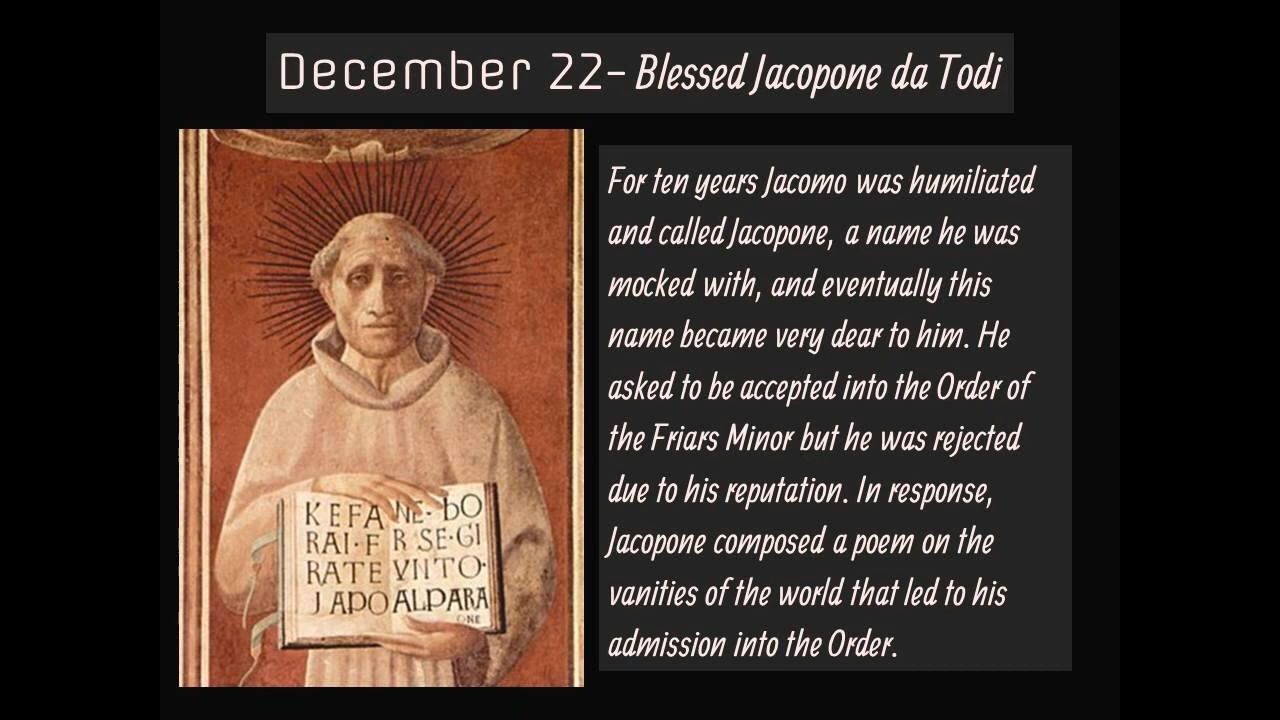 December 22- Blessed Jacopone da Todi
For ten years Jacomo was humiliated
and called Jacopone, a name he was
mocked with, and eventually this
name became very dear to him. He
asked to be accepted into the Order of
the Friars Minor but he was rejected
due to his reputation. In response,
Jacopone composed a poem on the
vanities of the world that led to his
admission into the Order.
KEFA NE·BO
RAI·F R SE·GI
RATE VNTO·
JAPO ALPARA
ONE